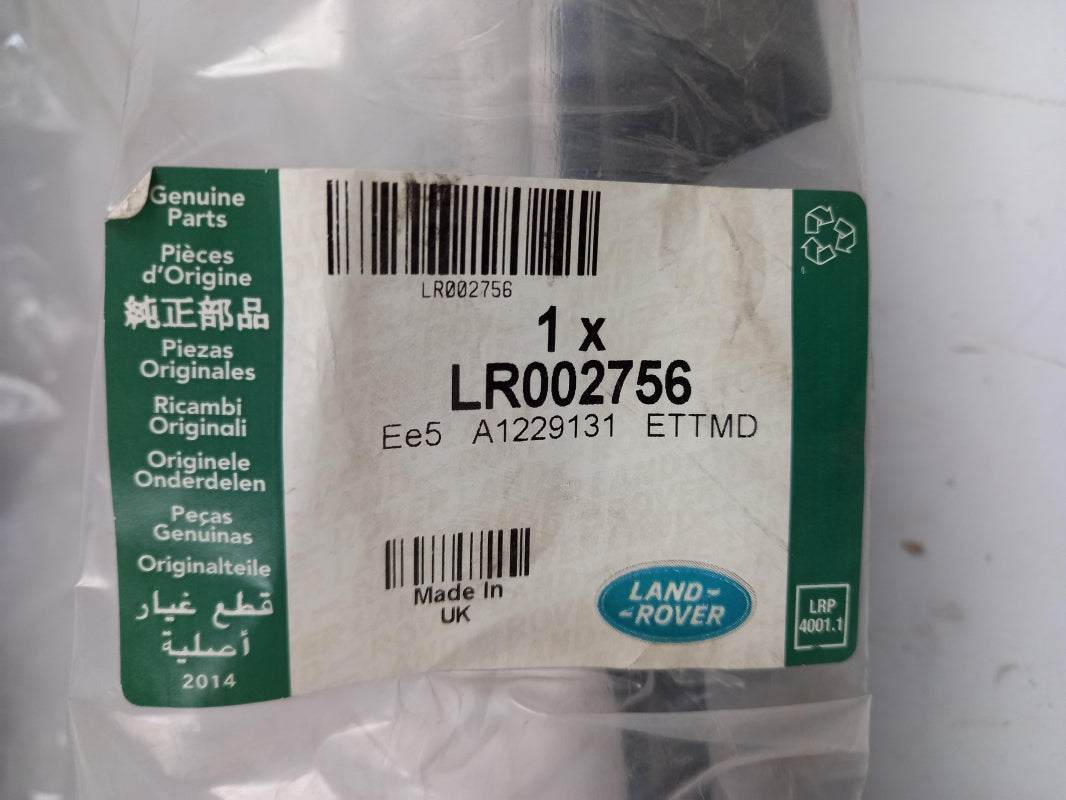 Genuine
Parts
Pièces
d'Origine
純正部品
Piezas
Originales
Ricambi
Originali
Originele
Onderdelen
Peças
Genuinas
Originalteile
قطع غيار
أصلية
2014
LR002756
1 x
LR002756
Ee5 A1229131 ETTMD
Made In
UK
LAND-
-ROVER
LRP
4001.1